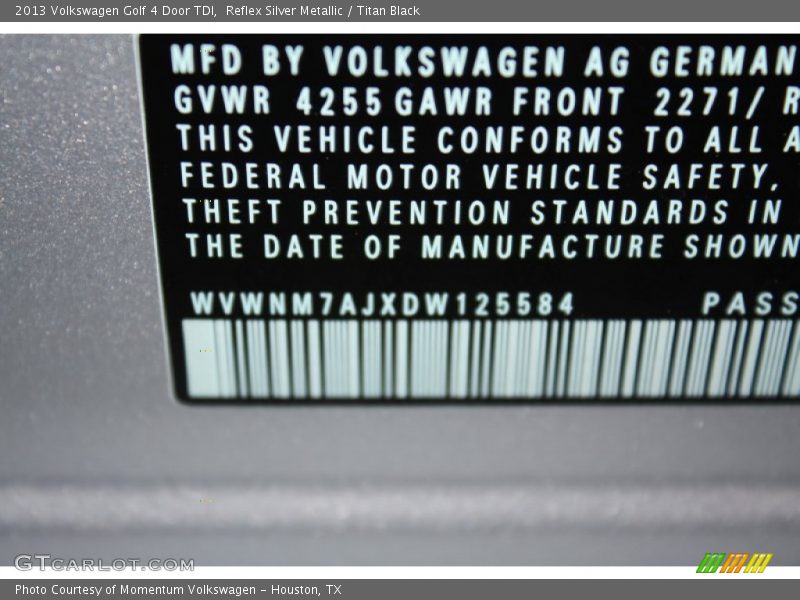 2013 Volkswagen Golf 4 Door TDI, Reflex Silver Metallic / Titan Black
MFD BY VOLKSWAGEN AG GERMAN
GVWR 4255 GAWR FRONT 2271/ R
THIS VEHICLE CONFORMS TO ALL A
FEDERAL MOTOR VEHICLE SAFETY,
THEFT PREVENTION STANDARDS IN
THE DATE OF MANUFACTURE SHOWN
WVWNM7AJXDW125584 PASS
GTCARLOT.COM
Photo Courtesy of Momentum Volkswagen - Houston, TX